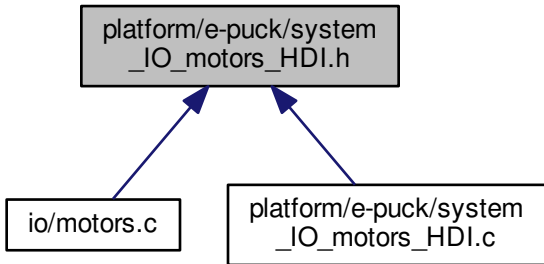 platform/e-puck/system
_IO_motors_HDI.h
io/motors.c
platform/e-puck/system
_IO_motors_HDI.c